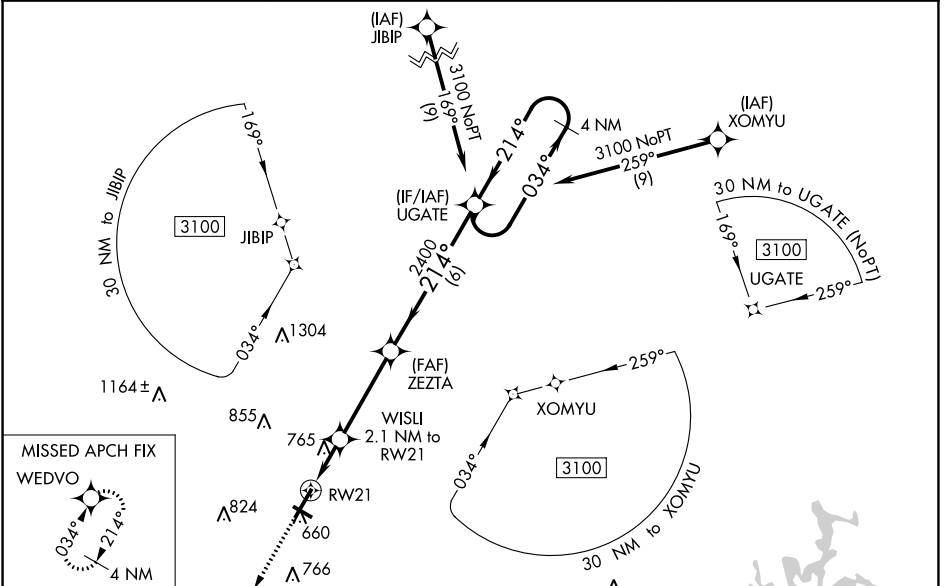 (IAF)
JIBIP
3100 NoPT
169°
(9)
(IAF)
XOMYU
3100 NoPT
259°
(9)
4 NM
214°
034°
(IF/IAF)
UGATE
2400
214°
(6)
(FAF)
ZEZTA
WISLI
2.1 NM to
RW21
RW21
30 NM to JIBIP
169°
3100
JIBIP
034°
30 NM to UGATE (NoPT)
169°
3100
UGATE
259°
259°
XOMYU
034°
3100
30 NM to XOMYU
1304
1164±
855
765
824
660
766
MISSED APCH FIX
WEDVO
034°
214°
4 NM